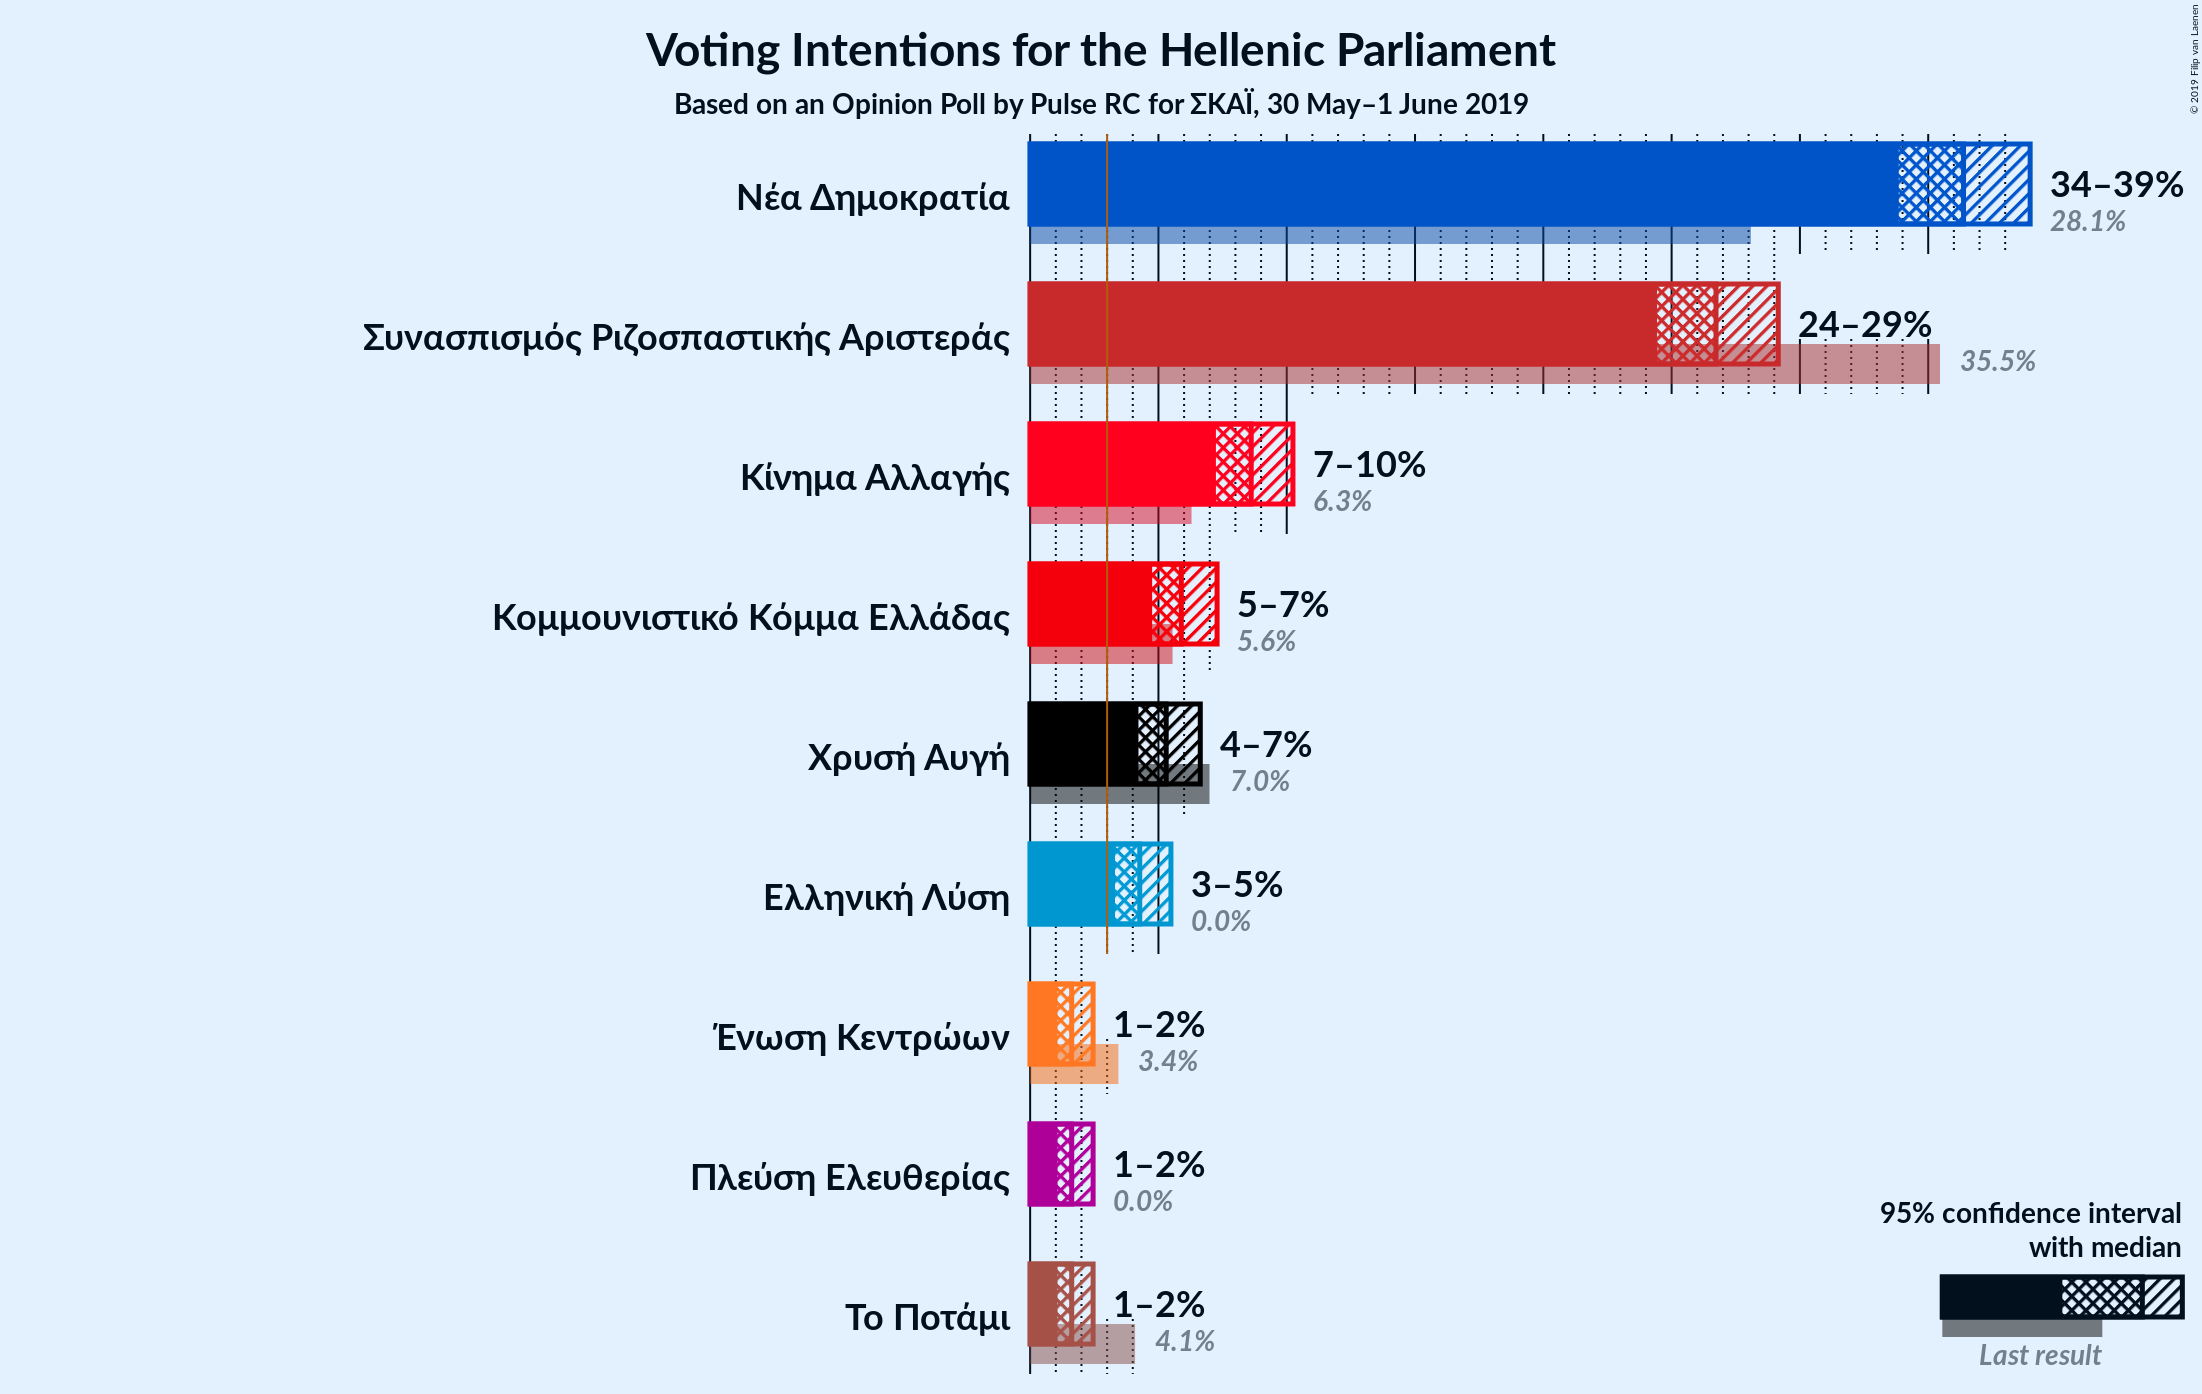 Voting Intentions for the Hellenic Parliament
Based on an Opinion Poll by Pulse RC for ΣΚΑΪ, 30 May–1 June 2019
© 2019 Filip van Laenen
Νέα Δημοκρατία
34–39%
28.1%
Συνασπισμός Ριζοσπαστικής Αριστεράς
24–29%
35.5%
Κίνημα Αλλαγής
7–10%
6.3%
Κομμουνιστικό Κόμμα Ελλάδας
5–7%
5.6%
Χρυσή Αυγή
4–7%
7.0%
Ελληνική Λύση
3–5%
0.0%
Ένωση Κεντρώων
1–2%
3.4%
Πλεύση Ελευθερίας
1–2%
0.0%
Το Ποτάμι
1–2%
4.1%
95% confidence interval
with median
Last result